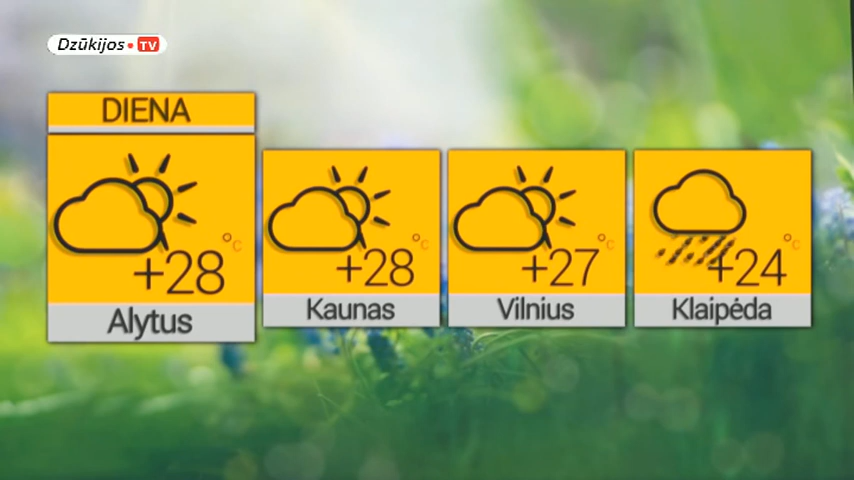 Dzūkijos TV
DIENA
+28 °C
Alytus
+28 °C
Kaunas
+27 °C
Vilnius
+24 °C
Klaipėda